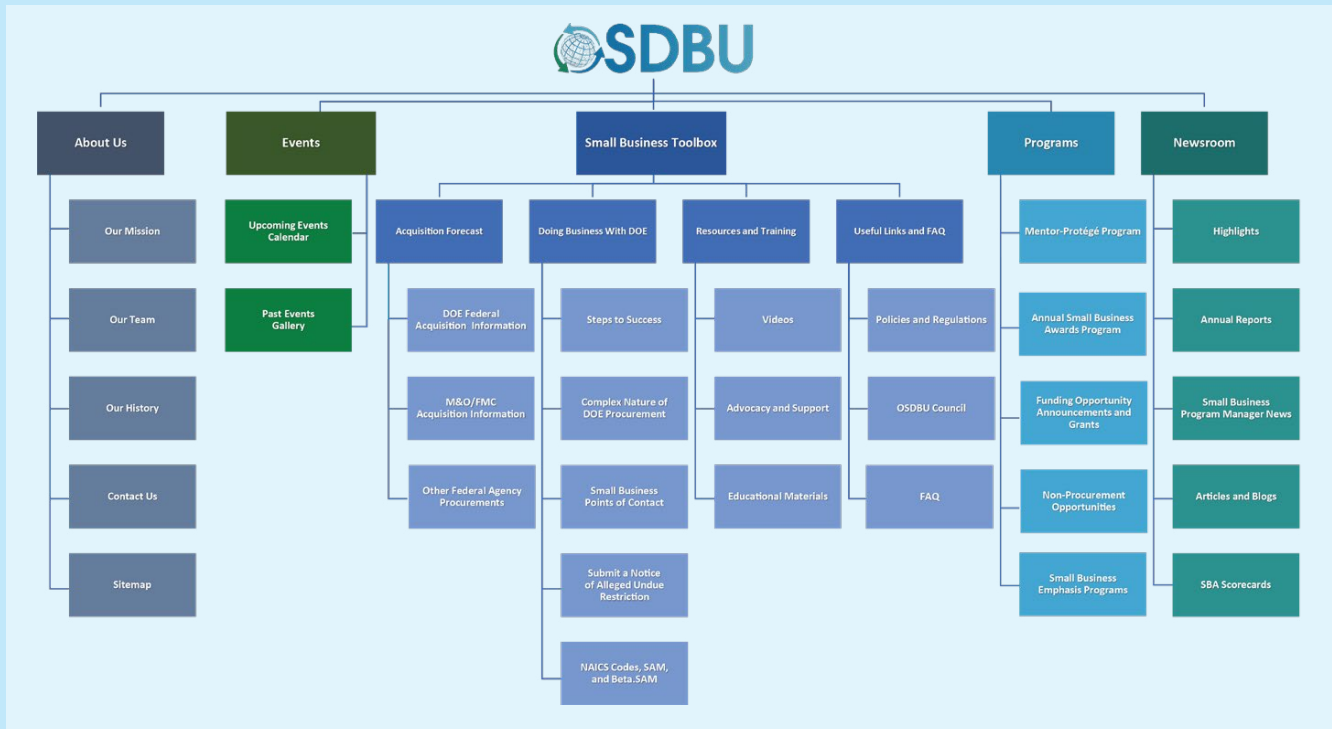 OSDBU
About Us
Events
Small Business Toolbox
Programs
Newsroom
Our Mission
Our Team
Our History
Contact Us
Sitemap
Upcoming Events
Calendar
Past Events
Gallery
Acquisition Forecast
DOE Federal
Acquisition Information
M&O/FMC
Acquisition Information
Other Federal Agency
Procurements
Doing Business With DOE
Steps to Success
Complex Nature of
DOE Procurement
Small Business
Points of Contact
Submit a Notice
of Alleged Undue
Restriction
NAICS Codes, SAM,
and Beta.SAM
Resources and Training
Videos
Advocacy and Support
Educational Materials
Useful Links and FAQ
Policies and Regulations
OSDBU Council
FAQ
Mentor-Protégé Program
Annual Small Business
Awards Program
Funding Opportunity
Announcements and
Grants
Non-Procurement
Opportunities
Small Business
Emphasis Programs
Highlights
Annual Reports
Small Business
Program Manager News
Articles and Blogs
SBA Scorecards